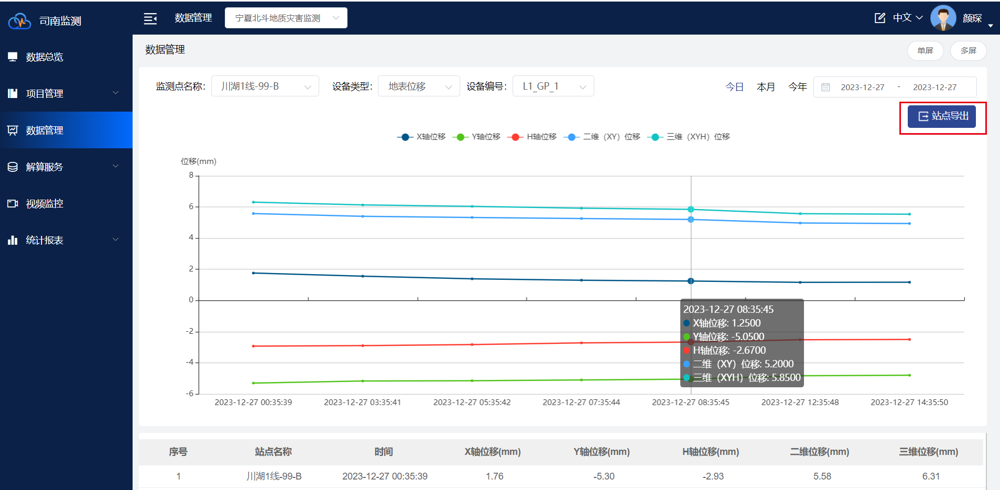 司南监测
数据管理
宁夏北斗地质灾害监测
中文
颜琛
数据总览
项目管理
数据管理
解算服务
视频监控
统计报表
数据管理
单屏
多屏
监测点名称: 川湖1线-99-B 设备类型: 地表位移 设备编号: L1_GP_1 今日 本月 今年 2023-12-27 - 2023-12-27
站点导出
X轴位移 Y轴位移 H轴位移 二维（XY）位移 三维（XYH）位移
位移(mm)
8
6
4
2
0
-2
-4
-6
2023-12-27 08:35:45
X轴位移: 1.2500
Y轴位移: -5.0500
H轴位移: -2.6700
二维（XY）位移: 5.2000
三维（XYH）位移: 5.8500
2023-12-27 00:35:39 2023-12-27 03:35:41 2023-12-27 05:35:42 2023-12-27 07:35:44 2023-12-27 08:35:45 2023-12-27 12:35:48 2023-12-27 14:35:50
序号 站点名称 时间 X轴位移(mm) Y轴位移(mm) H轴位移(mm) 二维位移(mm) 三维位移(mm)
1 川湖1线-99-B 2023-12-27 00:35:39 1.76 -5.30 -2.93 5.58 6.31